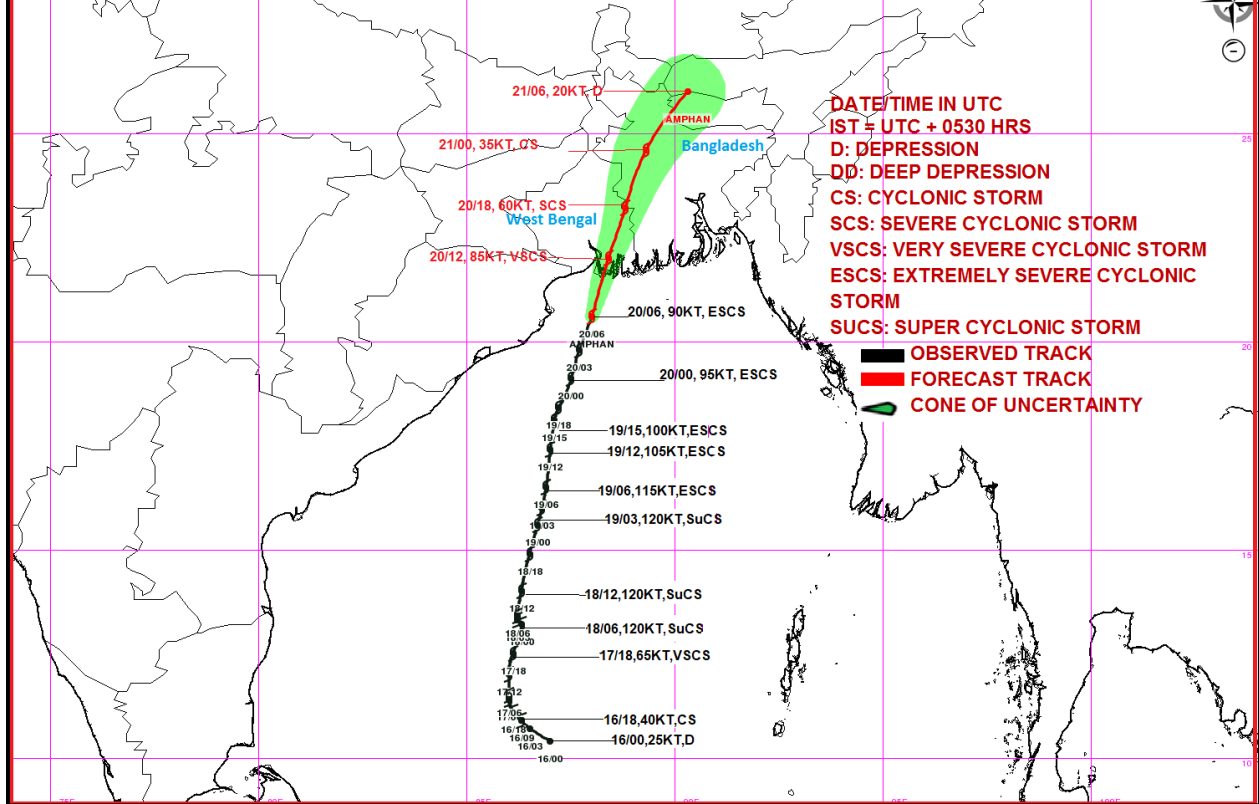 21/06, 20KT, D
AMPHAN
21/00, 35KT, CS
Bangladesh
20/18, 60KT, SCS
West Bengal
20/12, 85KT, VSCS
20/06, 90KT, ESCS
20/06
AMPHAN
20/03
20/00, 95KT, ESCS
20/00
19/18
19/15,100KT,ESCS
19/15
19/12,105KT,ESCS
19/12
19/06,115KT,ESCS
19/06
19/03,120KT,SuCS
19/03
19/00
18/18
18/12,120KT,SuCS
18/12
18/06,120KT,SuCS
18/06
17/18,65KT,VSCS
17/18
17/12
17/06
16/18,40KT,CS
16/18
16/09
16/03
16/00,25KT,D
16/00
DATE/TIME IN UTC
IST = UTC + 0530 HRS
D: DEPRESSION
DD: DEEP DEPRESSION
CS: CYCLONIC STORM
SCS: SEVERE CYCLONIC STORM
VSCS: VERY SEVERE CYCLONIC STORM
ESCS: EXTREMELY SEVERE CYCLONIC
STORM
SUCS: SUPER CYCLONIC STORM
OBSERVED TRACK
FORECAST TRACK
CONE OF UNCERTAINTY
25
20
15
10